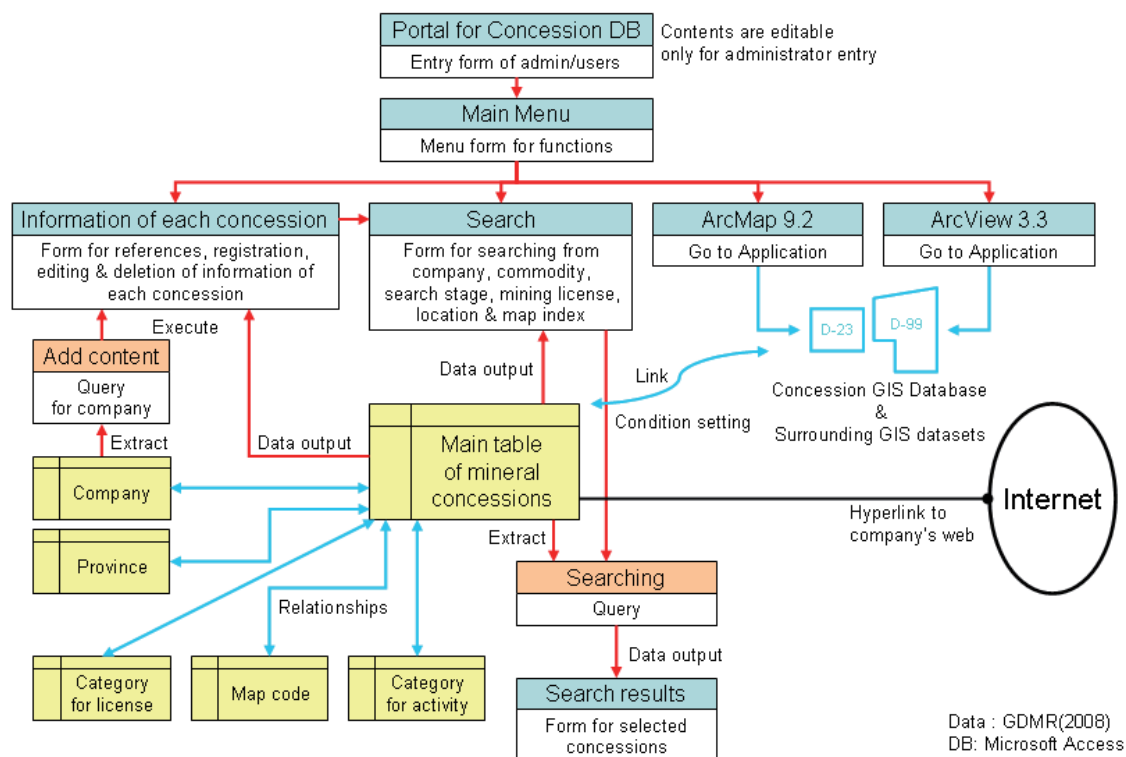 Portal for Concession DB
Entry form of admin/users
Contents are editable
only for administrator entry
Main Menu
Menu form for functions
Information of each concession
Form for references, registration,
editing & deletion of information of
each concession
Search
Form for searching from
company, commodity,
search stage, mining license,
location & map index
ArcMap 9.2
Go to Application
ArcView 3.3
Go to Application
D-23
D-99
Execute
Add content
Query
for company
Extract
Data output
Data output
Link
Condition setting
Concession GIS Database
&
Surrounding GIS datasets
Company
Province
Main table
of mineral
concessions
Internet
Hyperlink to
company's web
Extract
Searching
Query
Relationships
Data output
Category
for license
Map code
Category
for activity
Search results
Form for selected
concessions
Data : GDMR(2008)
DB: Microsoft Access